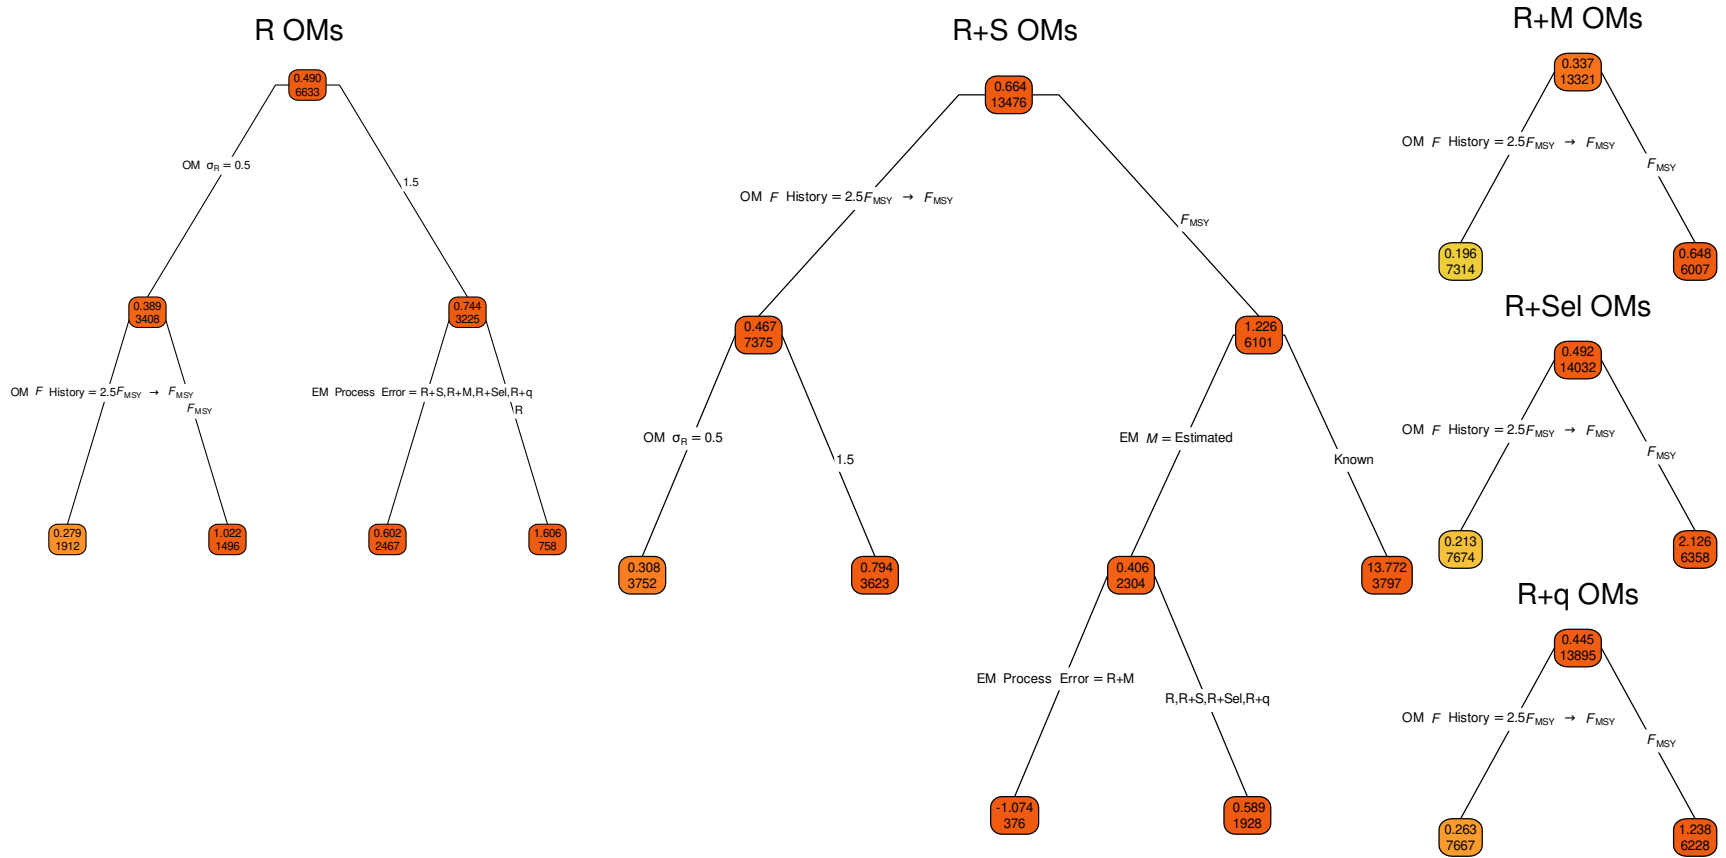 R OMs
0.490
6633
OM σR = 0.5
1.5
0.389
3408
0.744
3225
OM F History = 2.5FMSY → FMSY
FMSY
EM Process Error = R+S,R+M,R+Sel,R+q
R
0.279
1912
1.022
1496
0.602
2467
1.606
758
R+S OMs
0.664
13476
OM F History = 2.5FMSY → FMSY
FMSY
0.467
7375
1.226
6101
OM σR = 0.5
1.5
EM M = Estimated
Known
0.308
3752
0.794
3623
0.406
2304
13.772
3797
EM Process Error = R+M
R,R+S,R+Sel,R+q
-1.074
376
0.589
1928
R+M OMs
0.337
13321
OM F History = 2.5FMSY → FMSY
FMSY
0.196
7314
0.648
6007
R+Sel OMs
0.492
14032
OM F History = 2.5FMSY → FMSY
FMSY
0.213
7674
2.126
6358
R+q OMs
0.445
13895
OM F History = 2.5FMSY → FMSY
FMSY
0.263
7667
1.238
6228